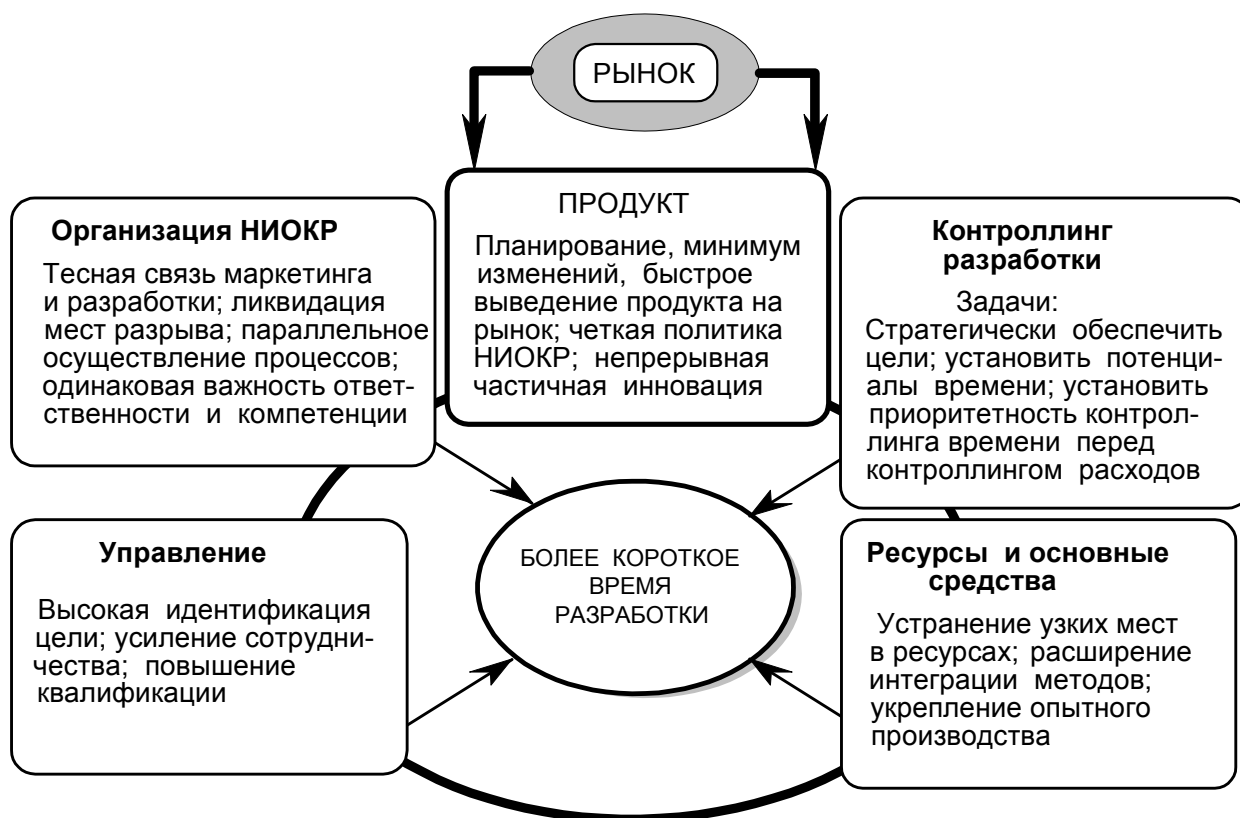 РЫНОК
ПРОДУКТ
Планирование, минимум
изменений, быстрое
выведение продукта на
рынок; четкая политика
НИОКР; непрерывная
частичная инновация
Организация НИОКР
Тесная связь маркетинга
и разработки; ликвидация
мест разрыва; параллельное
осуществление процессов;
одинаковая важность ответ-
ственности и компетенции
Контроллинг
разработки
Задачи:
Стратегически обеспечить
цели; установить потенци-
алы времени; установить
приоритетность контрол-
линга времени перед
контроллингом расходов
БОЛЕЕ КОРОТКОЕ
ВРЕМЯ
РАЗРАБОТКИ
Управление
Высокая идентификация
цели; усиление сотрудни-
чества; повышение
квалификации
Ресурсы и основные
средства
Устранение узких мест
в ресурсах; расширение
интеграции методов;
укрепление опытного
производства